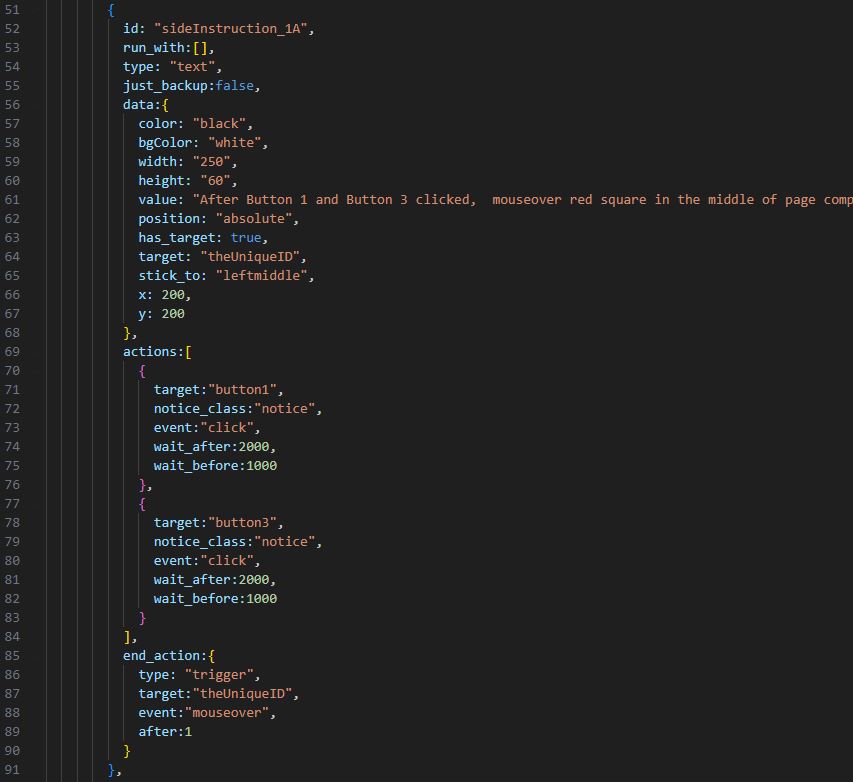 51 {
52 id: "sideInstruction_1A",
53 run_with:[],
54 type: "text",
55 just_backup:false,
56 data:{
57 color: "black",
58 bgColor: "white",
59 width: "250",
60 height: "60",
61 value: "After Button 1 and Button 3 clicked,  mouseover red square in the middle of page comp
62 position: "absolute",
63 has_target: true,
64 target: "theUniqueID",
65 stick_to: "leftmiddle",
66 x: 200,
67 y: 200
68 },
69 actions:[
70 {
71 target:"button1",
72 notice_class:"notice",
73 event:"click",
74 wait_after:2000,
75 wait_before:1000
76 },
77 {
78 target:"button3",
79 notice_class:"notice",
80 event:"click",
81 wait_after:2000,
82 wait_before:1000
83 }
84 ],
85 end_action:{
86 type: "trigger",
87 target:"theUniqueID",
88 event:"mouseover",
89 after:1
90 }
91 },